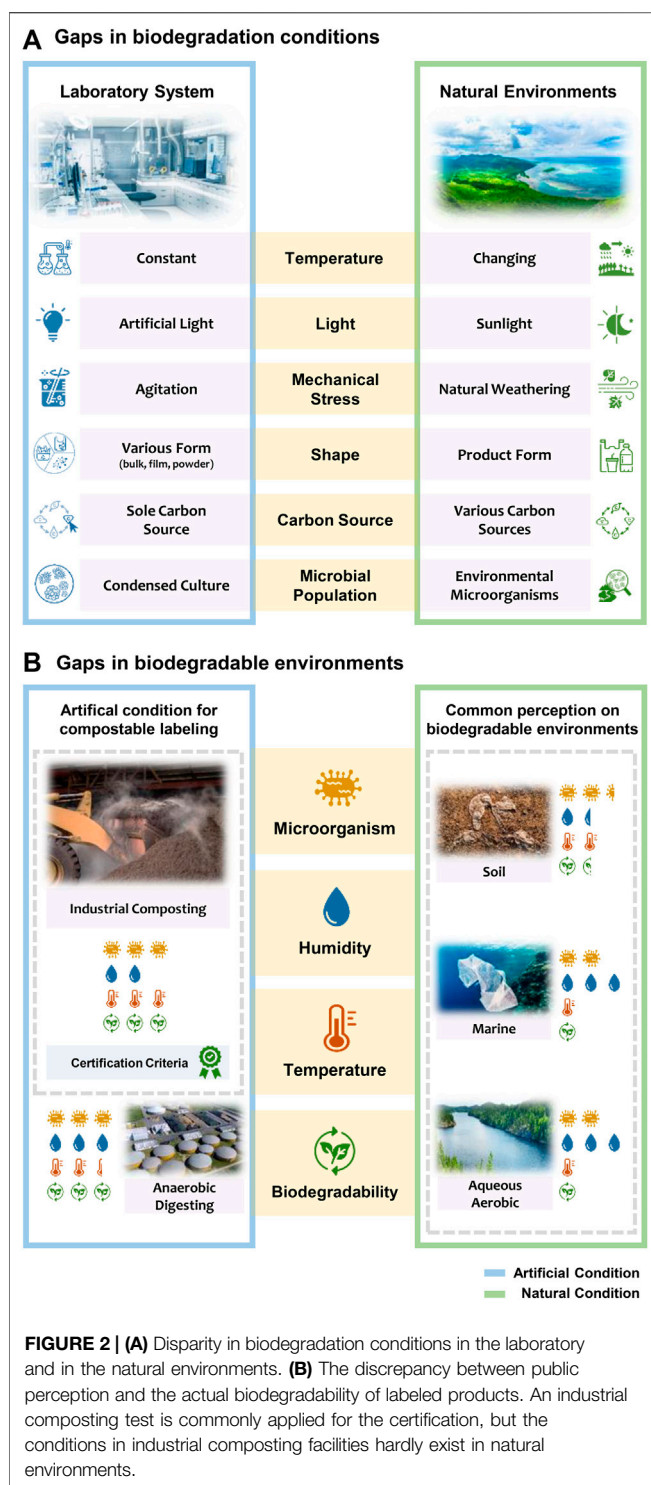 A Gaps in biodegradation conditions
Laboratory System
Natural Environments
Constant
Temperature
Changing
Artificial Light
Light
Sunlight
Agitation
Mechanical
Stress
Natural Weathering
Various Form
(bulk, film, powder)
Shape
Product Form
Sole Carbon
Source
Carbon Source
Various Carbon
Sources
Condensed Culture
Microbial
Population
Environmental
Microorganisms
B Gaps in biodegradable environments
Artifical condition for
compostable labeling
Common perception on
biodegradable environments
Microorganism
Soil
Industrial Composting
Humidity
Marine
Certification Criteria
Temperature
Anaerobic
Digesting
Biodegradability
Aqueous
Aerobic
Artificial Condition
Natural Condition
FIGURE 2 | (A) Disparity in biodegradation conditions in the laboratory
and in the natural environments. (B) The discrepancy between public
perception and the actual biodegradability of labeled products. An industrial
composting test is commonly applied for the certification, but the
conditions in industrial composting facilities hardly exist in natural
environments.